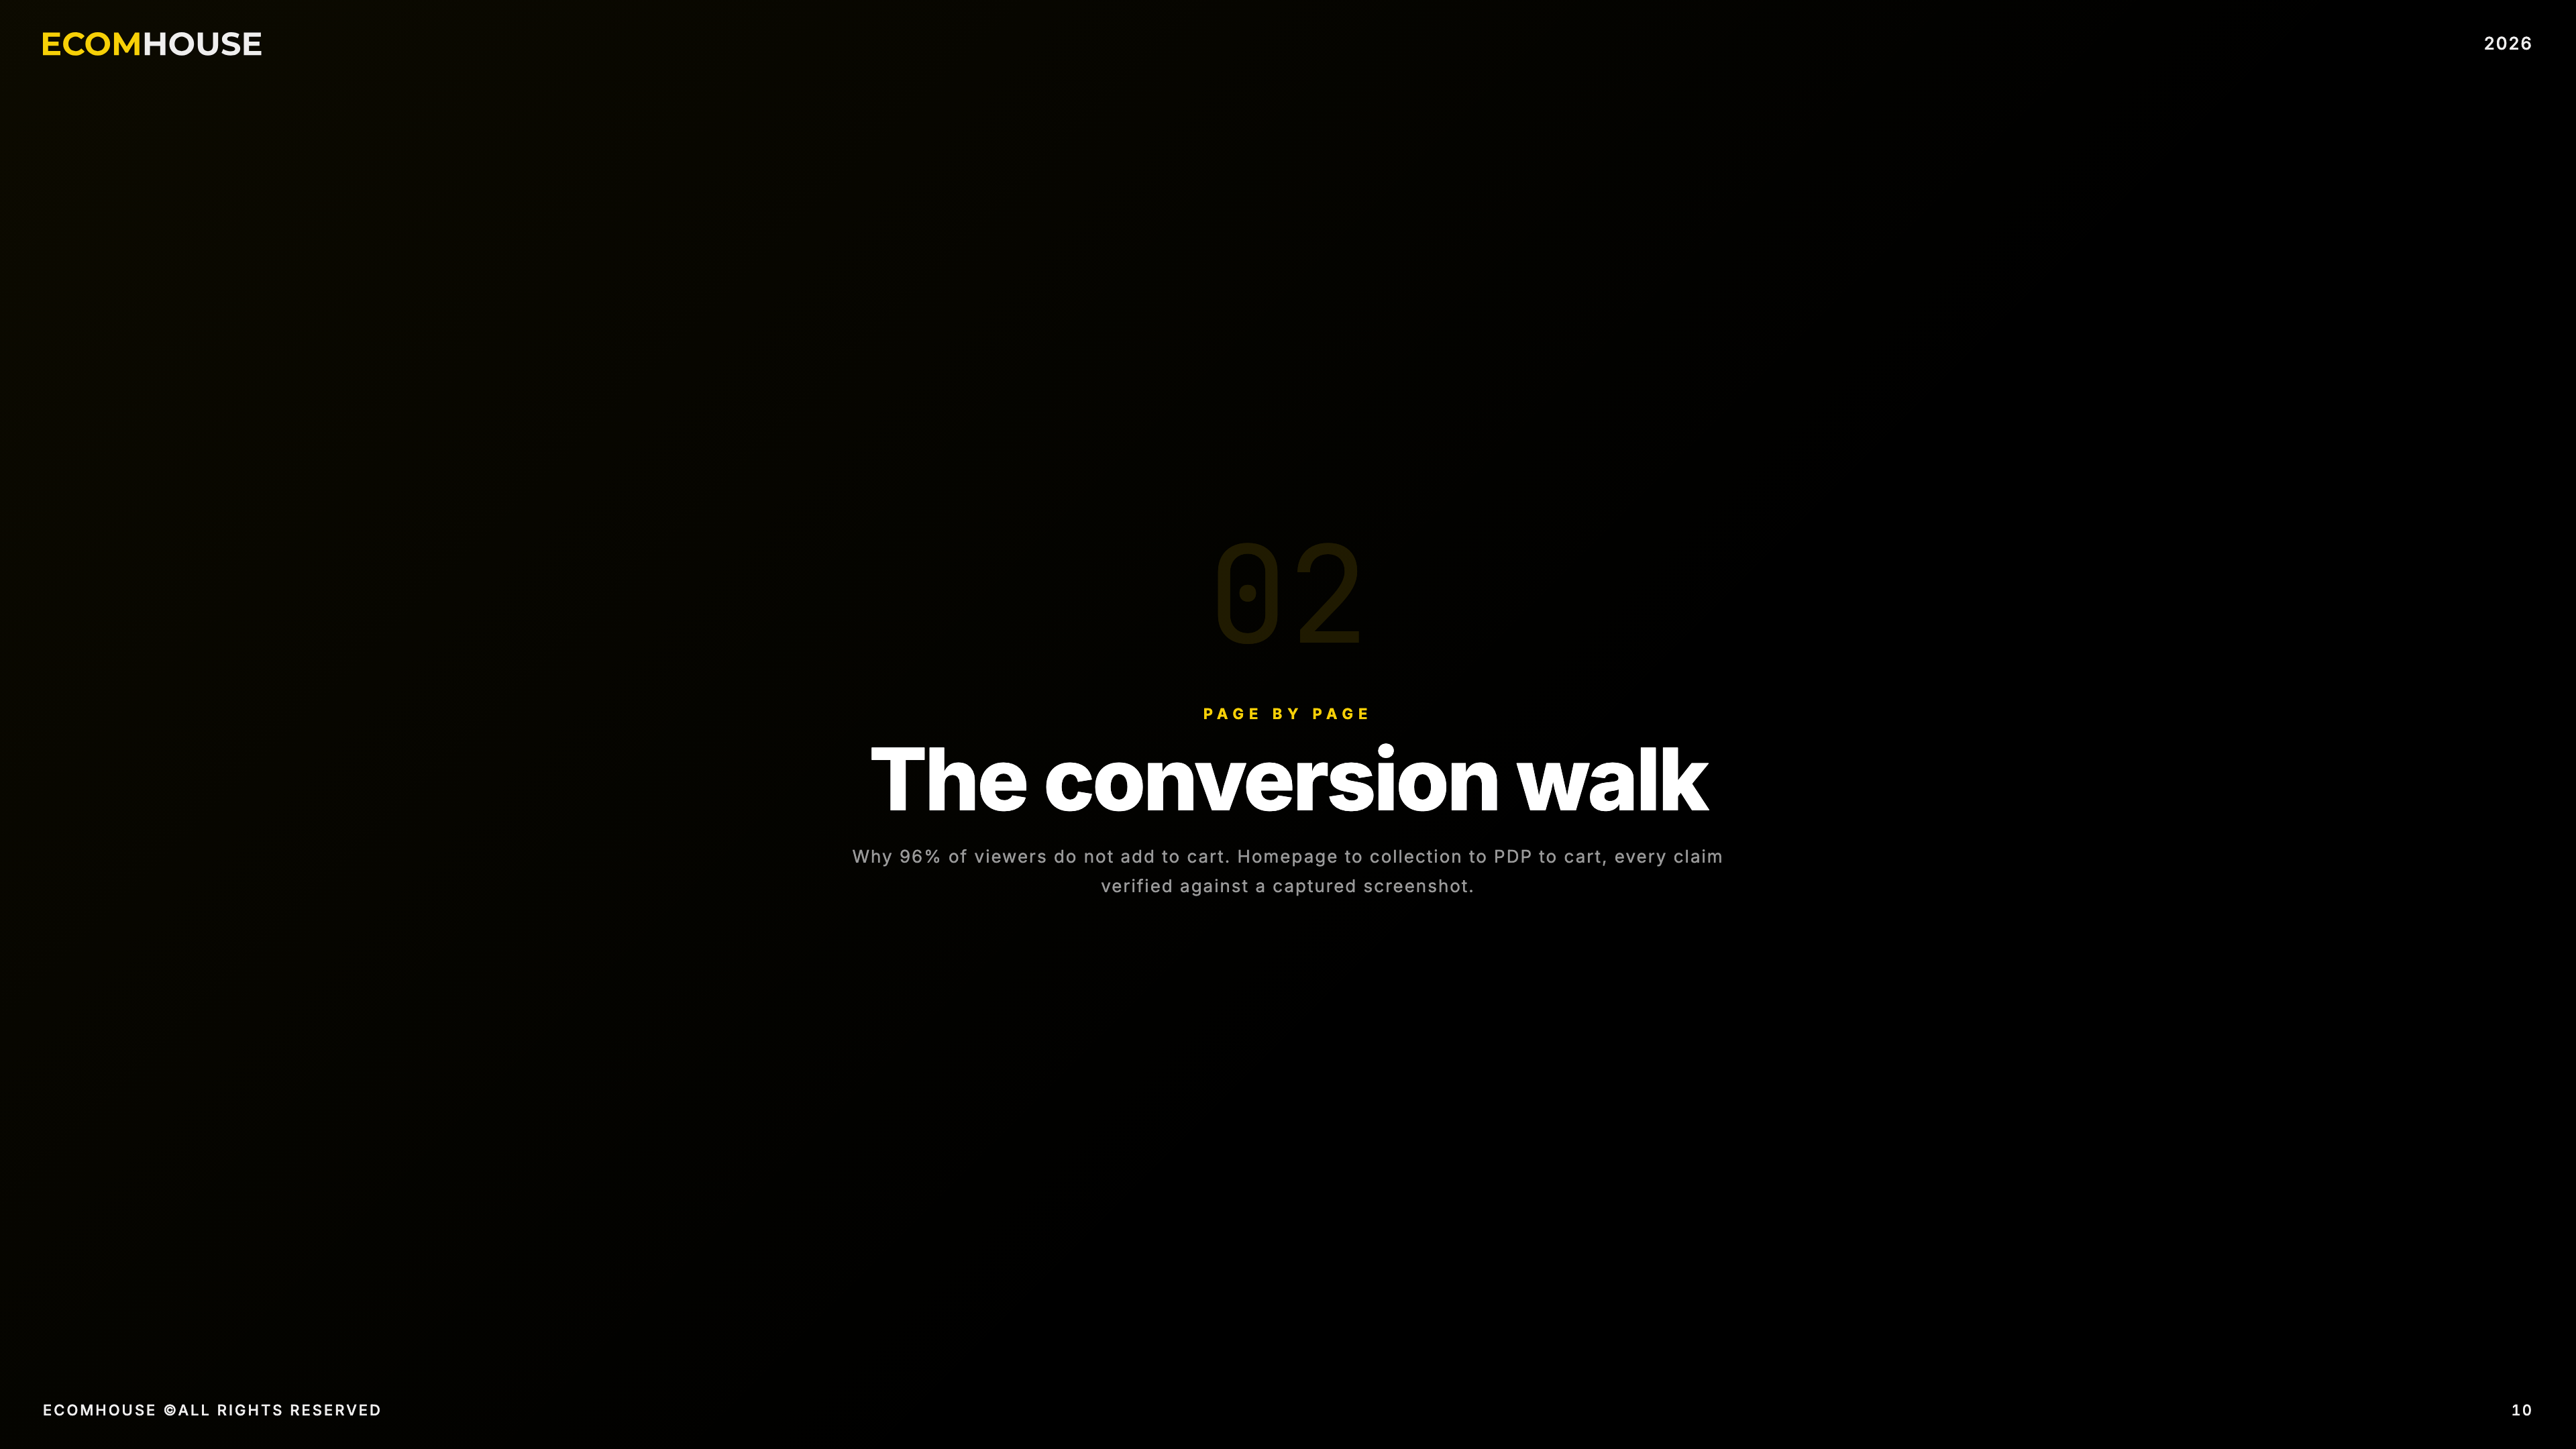 ECOMHOUSE
2026
02
PAGE BY PAGE
The conversion walk
Why 96% of viewers do not add to cart. Homepage to collection to PDP to cart, every claim
verified against a captured screenshot.
ECOMHOUSE ©ALL RIGHTS RESERVED
10